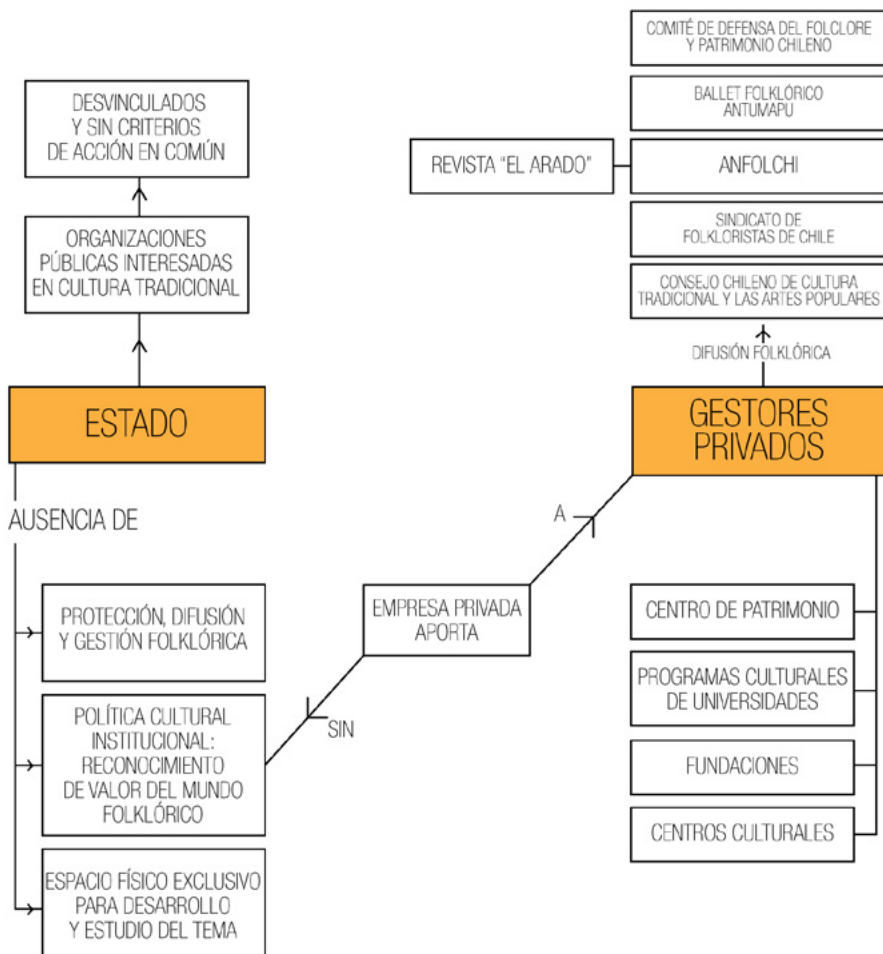 DESVINCULADOS
Y SIN CRITERIOS
DE ACCIÓN EN COMÚN
ORGANIZACIONES
PÚBLICAS INTERESADAS
EN CULTURA TRADICIONAL
ESTADO
AUSENCIA DE
PROTECCIÓN, DIFUSIÓN
Y GESTIÓN FOLKLÓRICA
POLÍTICA CULTURAL
INSTITUCIONAL:
RECONOCIMIENTO
DE VALOR DEL MUNDO
FOLKLÓRICO
ESPACIO FÍSICO EXCLUSIVO
PARA DESARROLLO
Y ESTUDIO DEL TEMA
SIN
EMPRESA PRIVADA
APORTA
A
COMITÉ DE DEFENSA DEL FOLCLORE
Y PATRIMONIO CHILENO
BALLET FOLKLÓRICO
ANTUMAPU
REVISTA "EL ARADO"
ANFOLCHI
SINDICATO DE
FOLKLORISTAS DE CHILE
CONSEJO CHILENO DE CULTURA
TRADICIONAL Y LAS ARTES POPULARES
DIFUSIÓN FOLKLÓRICA
GESTORES
PRIVADOS
CENTRO DE PATRIMONIO
PROGRAMAS CULTURALES
DE UNIVERSIDADES
FUNDACIONES
CENTROS CULTURALES